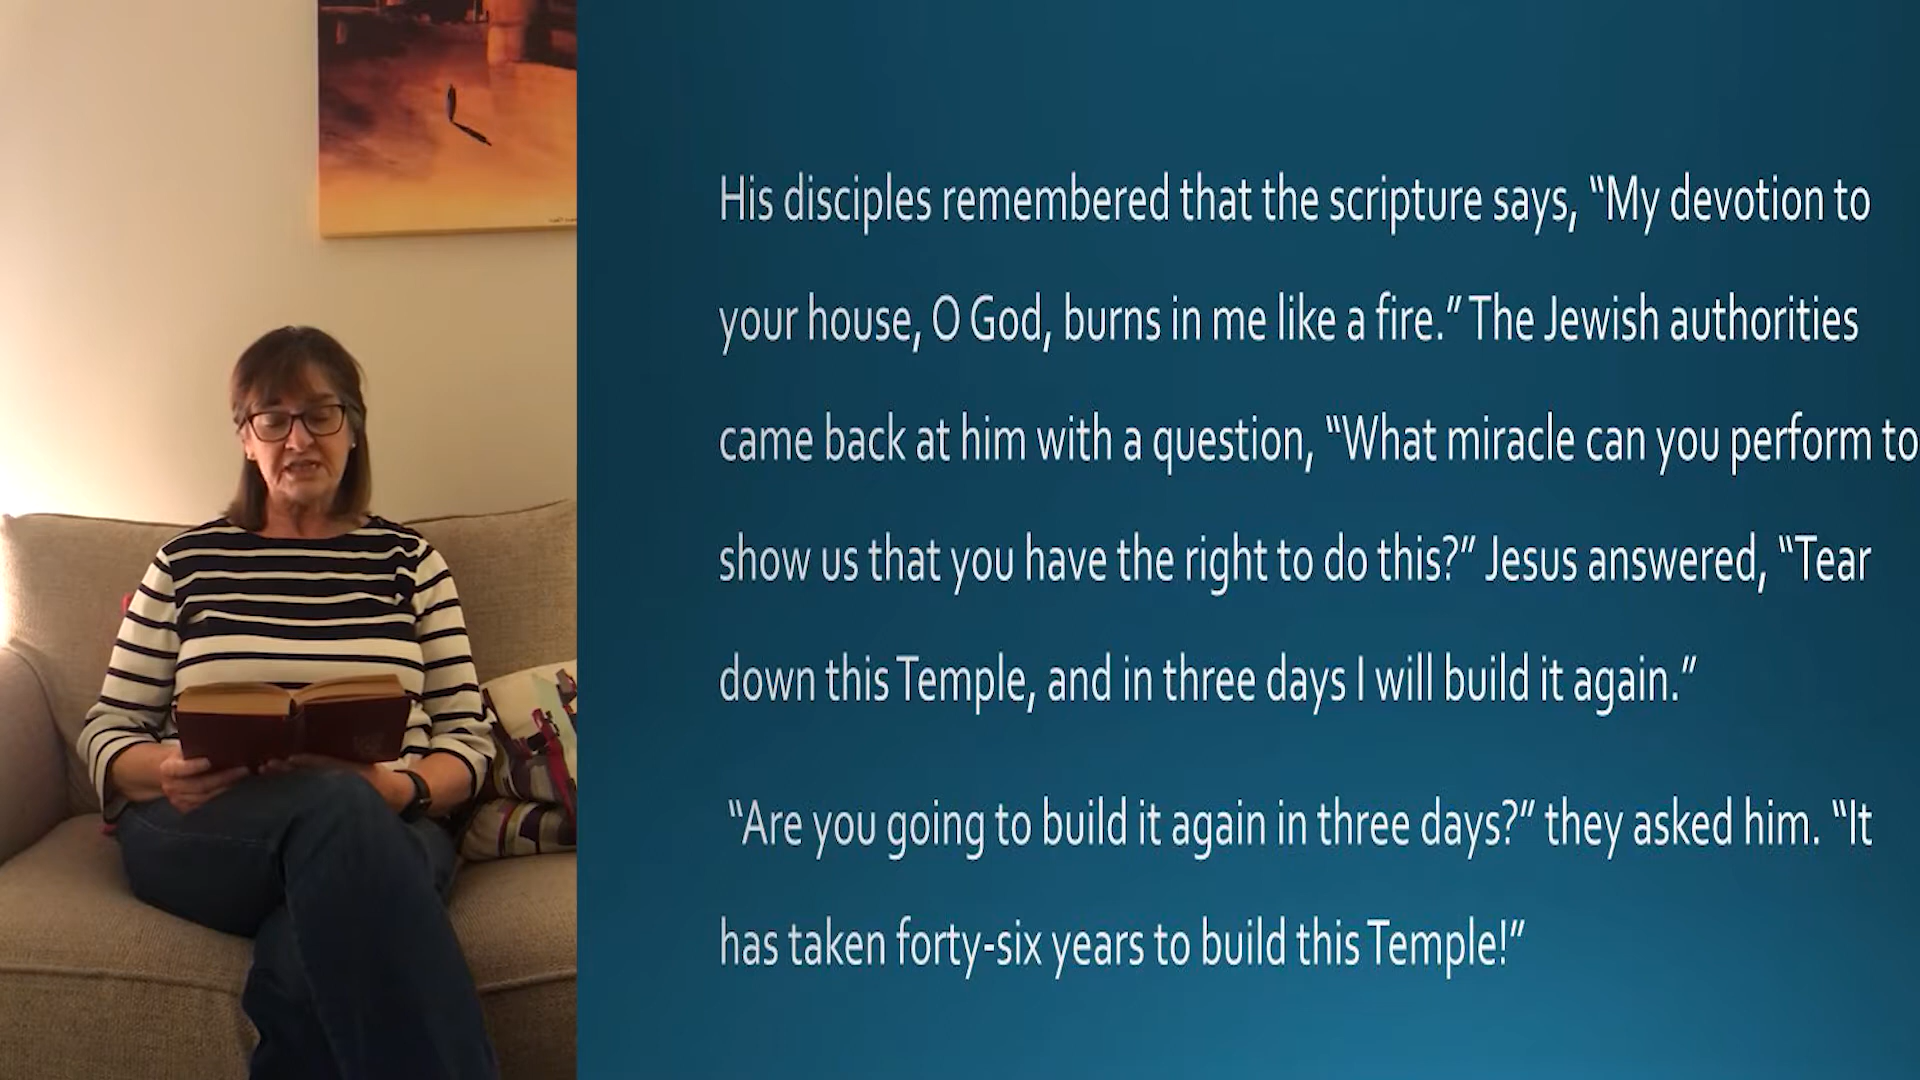 His disciples remembered that the scripture says, “My devotion to
your house, O God, burns in me like a fire.” The Jewish authorities
came back at him with a question, “What miracle can you perform to
show us that you have the right to do this?” Jesus answered, “Tear
down this Temple, and in three days I will build it again.”
“Are you going to build it again in three days?” they asked him. “It
has taken forty-six years to build this Temple!”